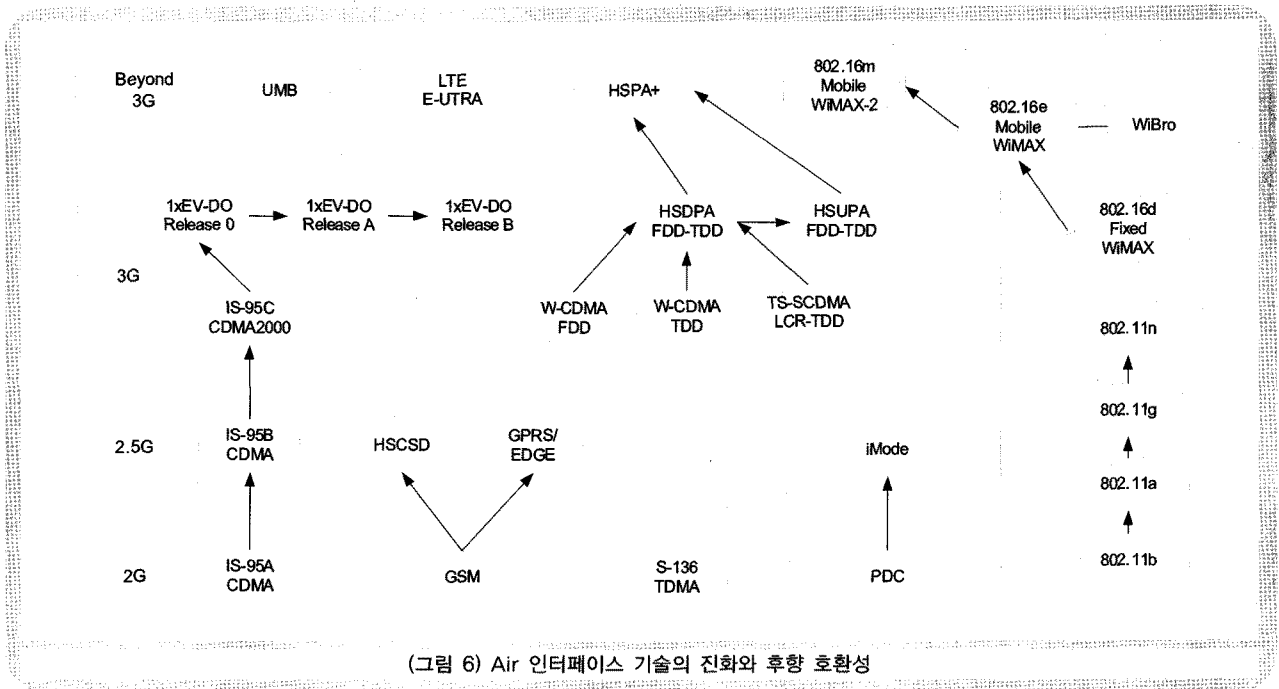 Beyond
3G
UMB
LTE
E-UTRA
HSPA+
802.16m
Mobile
WiMAX-2
802.16e
Mobile
WiMAX
WiBro
1xEV-DO
Release 0
1xEV-DO
Release A
1xEV-DO
Release B
HSDPA
FDD-TDD
HSUPA
FDD-TDD
802.16d
Fixed
WiMAX
3G
IS-95C
CDMA2000
W-CDMA
FDD
W-CDMA
TDD
TS-SCDMA
LCR-TDD
802.11n
802.11g
2.5G
IS-95B
CDMA
HSCSD
GPRS/
EDGE
iMode
802.11a
2G
IS-95A
CDMA
GSM
S-136
TDMA
PDC
802.11b
(그림 6) Air 인터페이스 기술의 진화와 후향 호환성